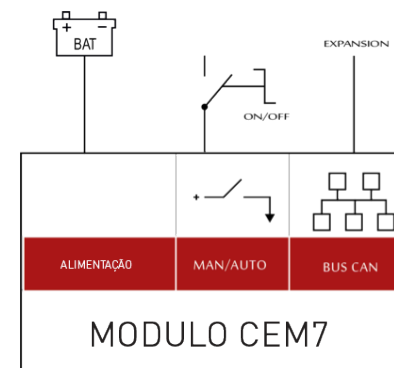 BAT
EXPANSION
ON/OFF
ALIMENTAÇÃO
MAN/AUTO
BUS CAN
MODULO CEM7